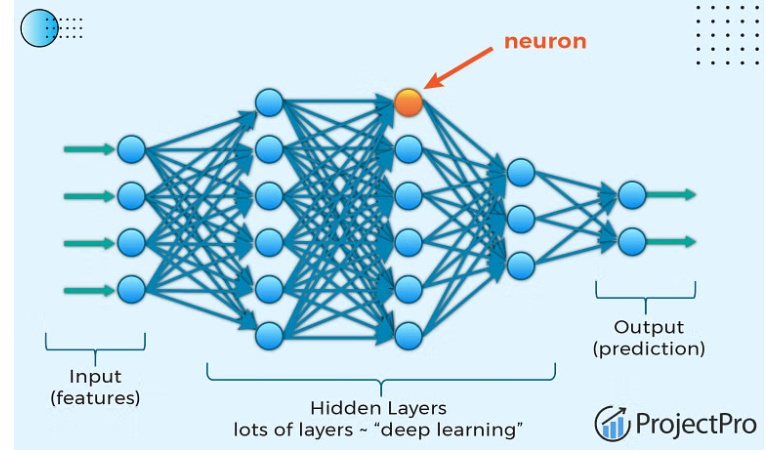 neuron
Input
(features)
Hidden Layers
lots of layers ~ “deep learning”
Output
(prediction)
ProjectPro